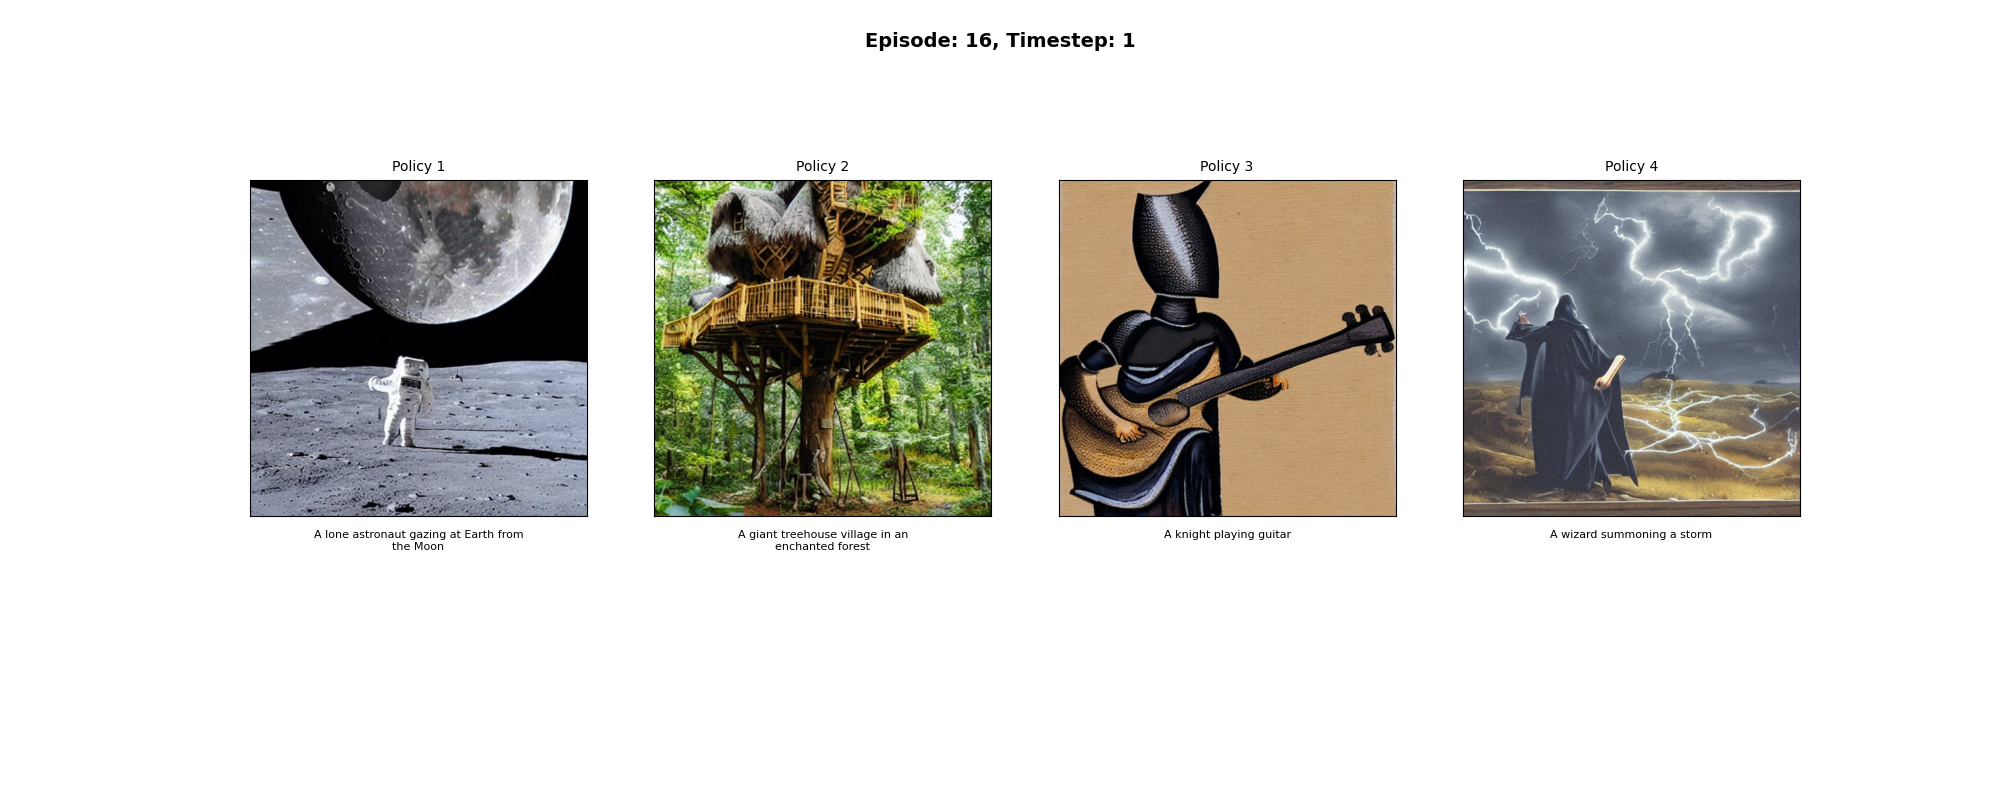 Episode: 16, Timestep: 1
Policy 1
Policy 2
Policy 3
Policy 4
A lone astronaut gazing at Earth from
the Moon
A giant treehouse village in an
enchanted forest
A knight playing guitar
A wizard summoning a storm